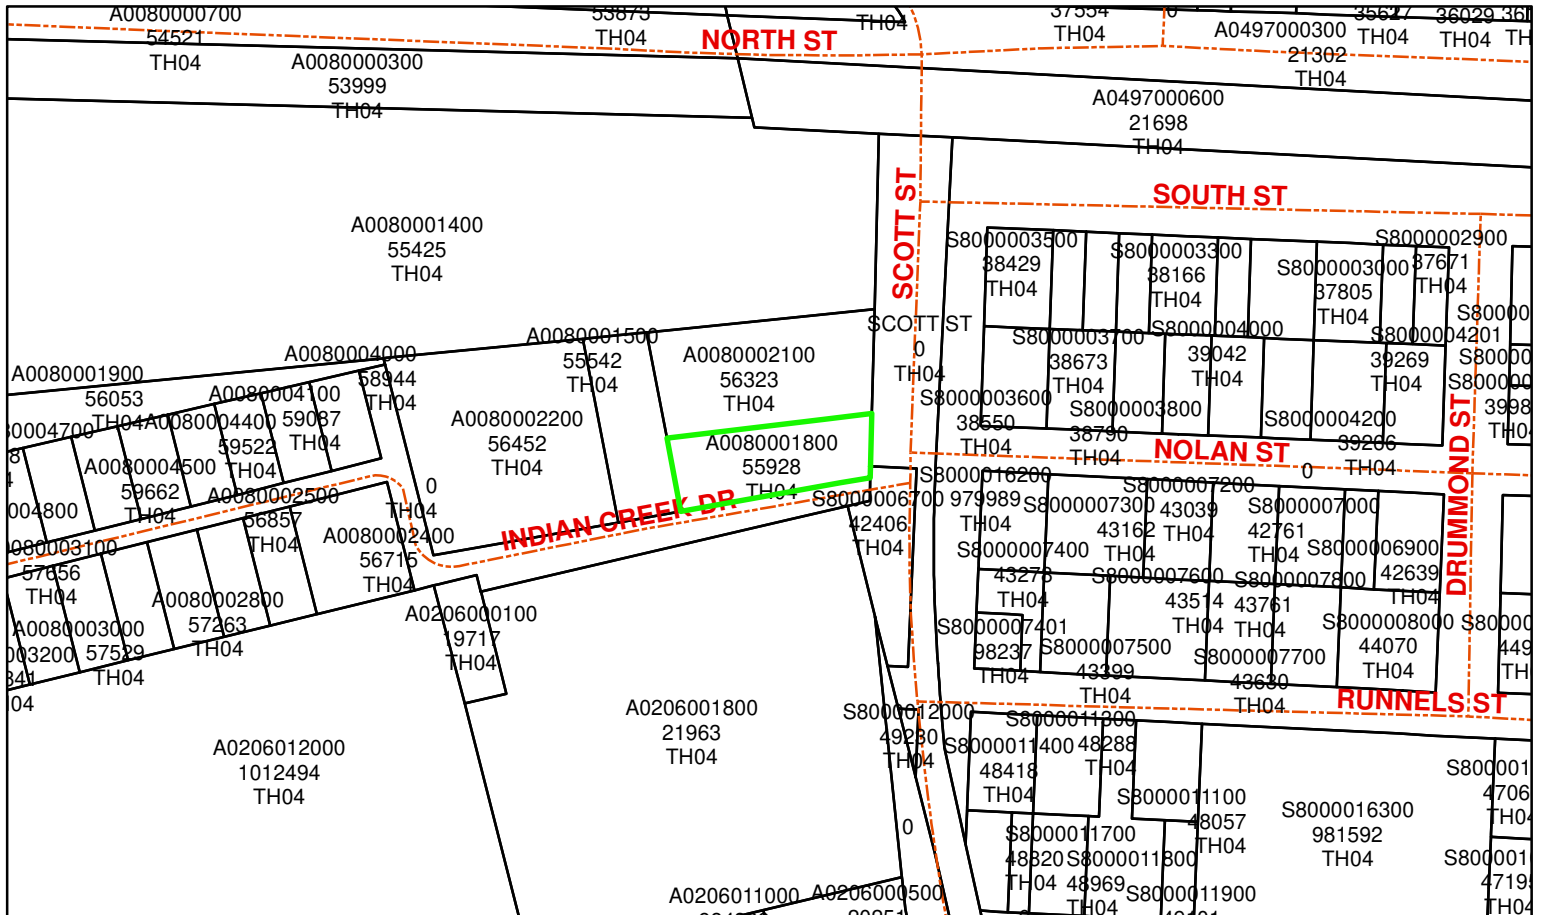 A0080000700
54521
TH04
53873
TH04
TH04
37554
TH04
0
35627
TH04
36029
TH04
A0497000300
21302
TH04
NORTH ST
A0080000300
53999
TH04
A0497000600
21698
TH04
SOUTH ST
SCOTT ST
A0080001400
55425
TH04
S8000003500
38429
TH04
S8000003300
38166
TH04
S8000003000
37805
TH04
S8000002900
37671
TH04
SCOTT ST
0
TH04
A0080001500
55542
TH04
A0080002100
56323
TH04
A0080004000
58944
TH04
A0080001900
56053
TH04
A0080004100
59087
TH04
A0080004400
59522
TH04
A0080004500
59662
TH04
A0080002200
56452
TH04
A0080001800
55928
TH04
S8000003700
38673
TH04
S8000004000
39042
TH04
S8000004201
39269
TH04
S8000003600
38550
TH04
S8000003800
38790
TH04
S8000004200
39206
TH04
NOLAN ST
0
DRUMMOND ST
0
TH04
INDIAN CREEK DR
A0080002500
56857
TH04
A0080002400
56715
TH04
57656
TH04
A0080002800
57263
TH04
A0080003000
57529
TH04
S8000006700
42406
TH04
S8000016200
979989
TH04
S8000007300
43162
TH04
S8000007200
43039
TH04
S8000007000
42761
TH04
S8000006900
42639
TH04
S8000007400
43278
TH04
S8000007600
43514
TH04
S8000007800
43761
TH04
S8000008000
44070
TH04
S8000007401
98237
TH04
S8000007500
43399
TH04
S8000007700
43630
TH04
RUNNELS ST
A0206000100
19717
TH04
A0206001800
21963
TH04
A0206012000
1012494
TH04
S8000012000
49230
TH04
S8000011300
48288
TH04
S8000011400
48418
TH04
S8000011100
48057
TH04
S8000016300
981592
TH04
0
S8000011700
48820
TH04
S8000011800
48969
TH04
S8000011900
A0206011000
A0206000500